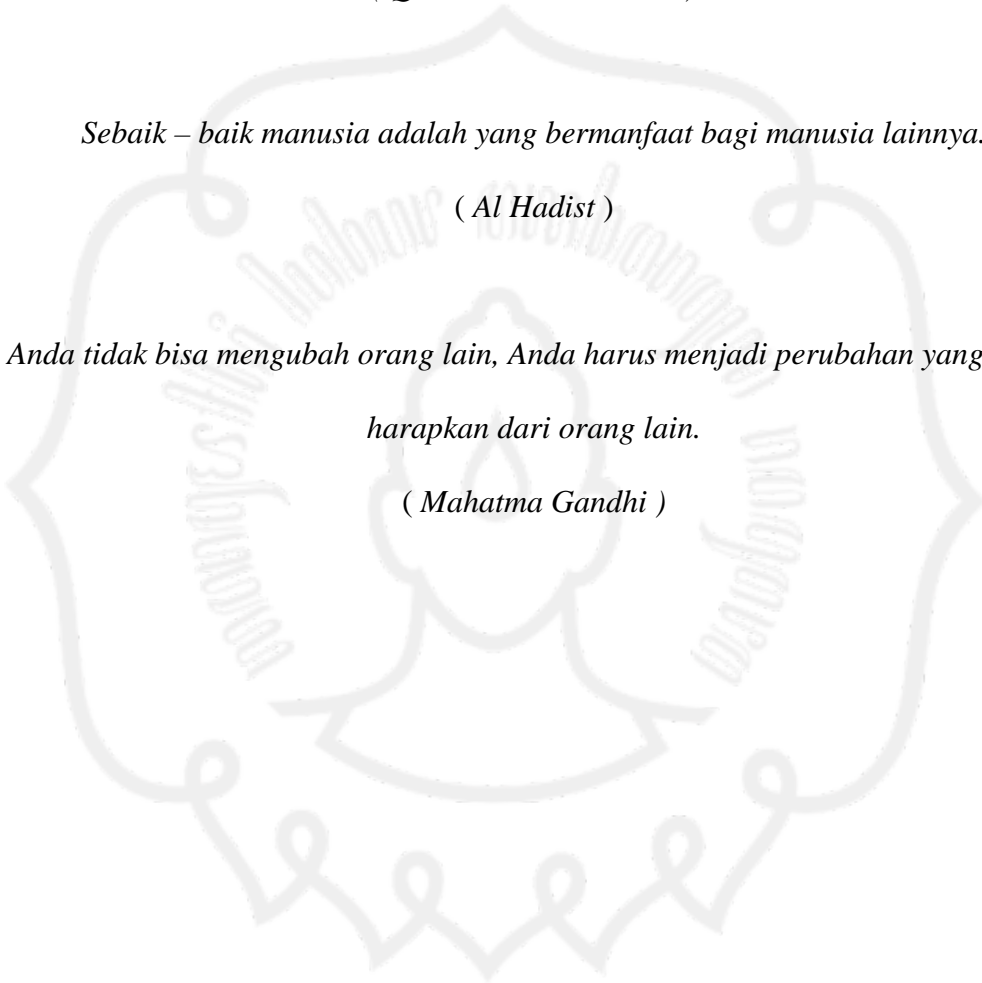 Sebaik – baik manusia adalah yang bermanfaat bagi manusia lainnya.
( Al Hadist )
Anda tidak bisa mengubah orang lain, Anda harus menjadi perubahan yang
harapkan dari orang lain.
( Mahatma Gandhi )